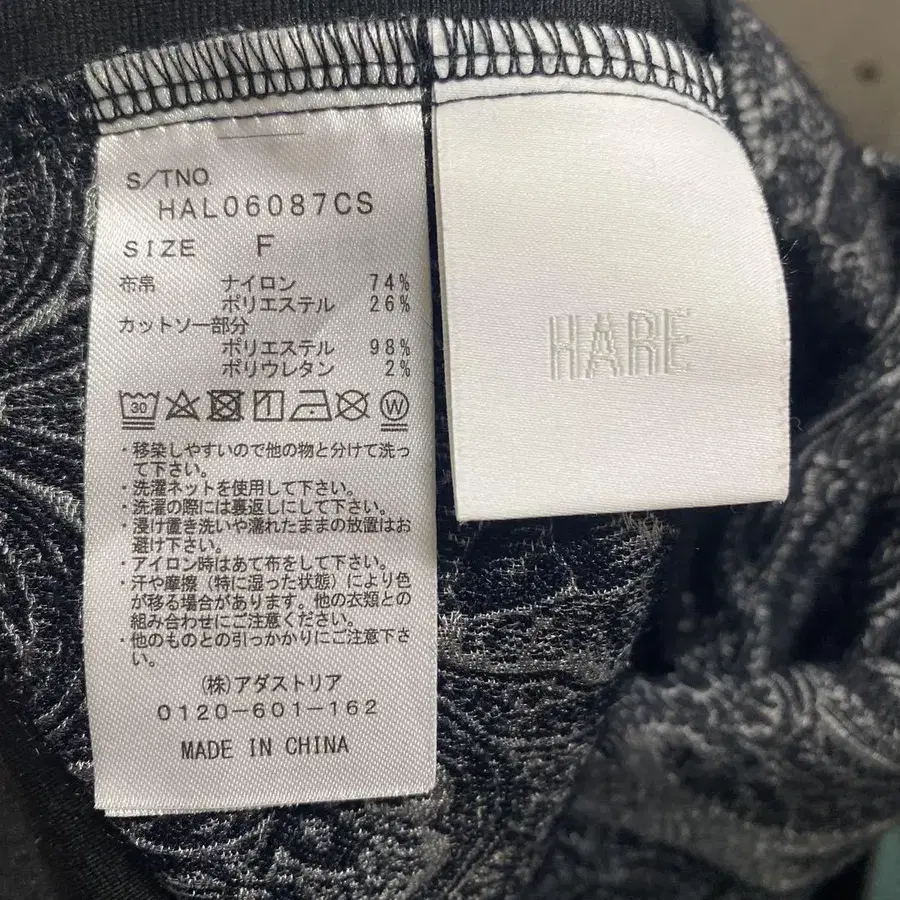 S/TNO.
HAL06087CS
SIZE F
布帛 ナイロン 74%
ポリエステル 26%
カットソー部分
ポリエステル 98%
ポリウレタン 2%
30 W
・移染しやすいので他の物と分けて洗っ
て下さい。
・洗濯ネットを使用して下さい。
・洗濯の際には裏返しにして下さい。
・浸け置き洗いや濡れたままの放置はお
避け下さい。
・アイロン時はあて布をして下さい。
・汗や摩擦（特に湿った状態）により色
が移る場合があります。他の衣類との
組み合わせにご注意下さい。
・他のものとの引っかかりにご注意下さ
い。
(株)アダストリア
0120-601-162
MADE IN CHINA
HARE